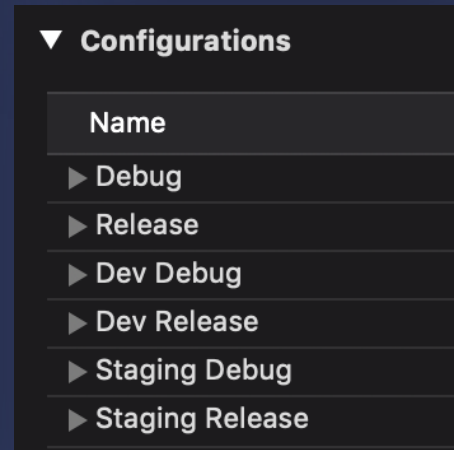 Configurations
Name
Debug
Release
Dev Debug
Dev Release
Staging Debug
Staging Release